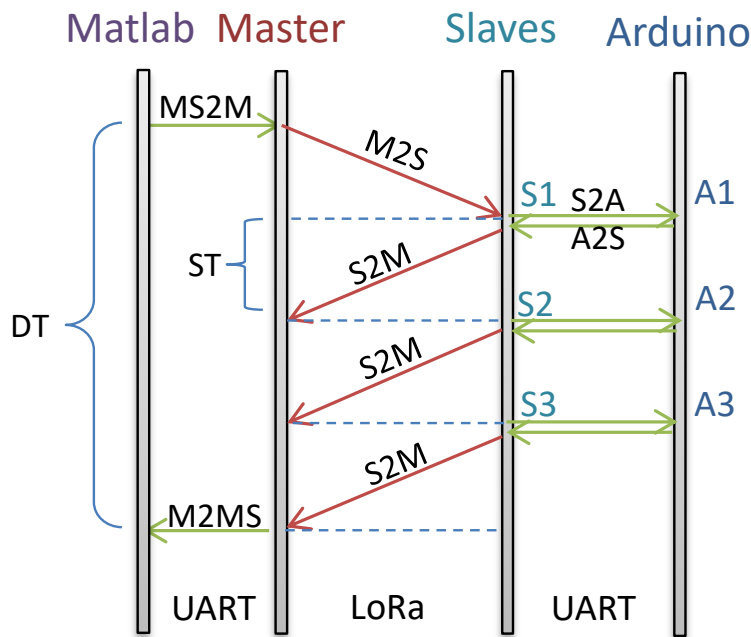 Matlab Master Slaves Arduino
MS2M
M2S
S1 S2A A1
A2S
ST S2M
S2 A2
DT
S2M
S3 A3
S2M
M2MS
UART LoRa UART